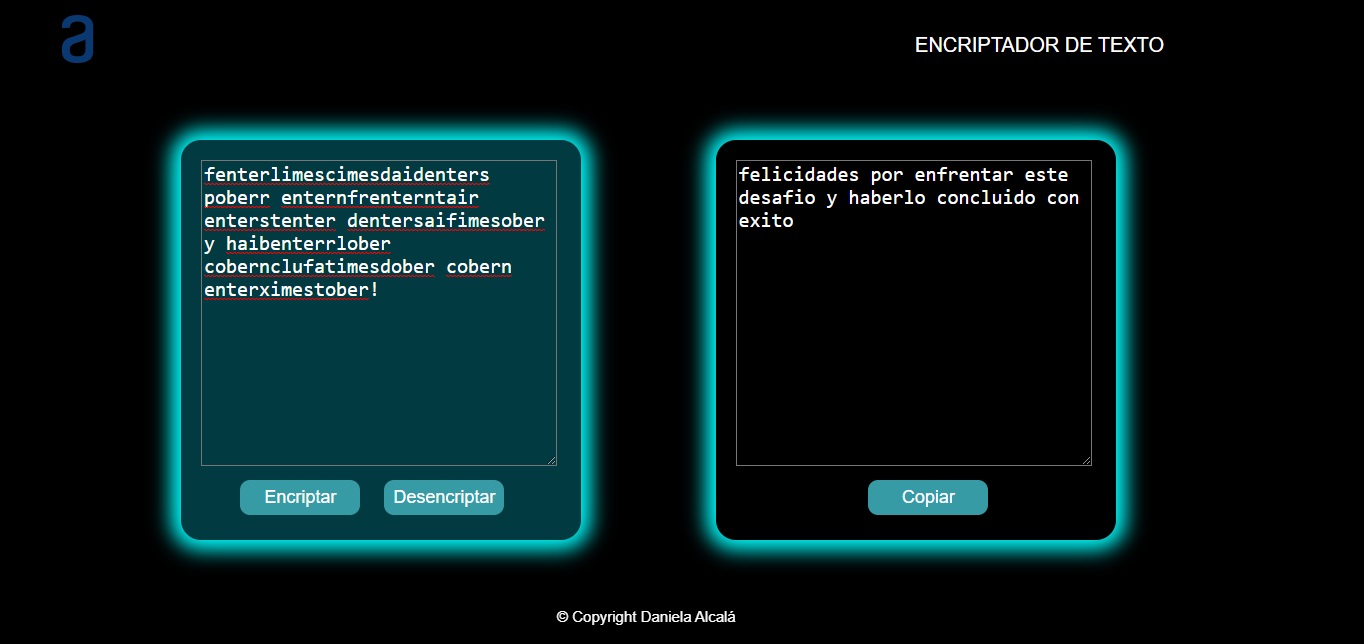 a
ENCRIPTADOR DE TEXTO
fenterlimescimesdaidenters
poberr enternfrenterntair
enterstenter dentersaifimesober
y haibenterrlober
cobernclufatimesdober cobern
enterximestober!
Encriptar Desencriptar
felicidades por enfrentar este
desafio y haberlo concluido con
exito
Copiar
© Copyright Daniela Alcalá